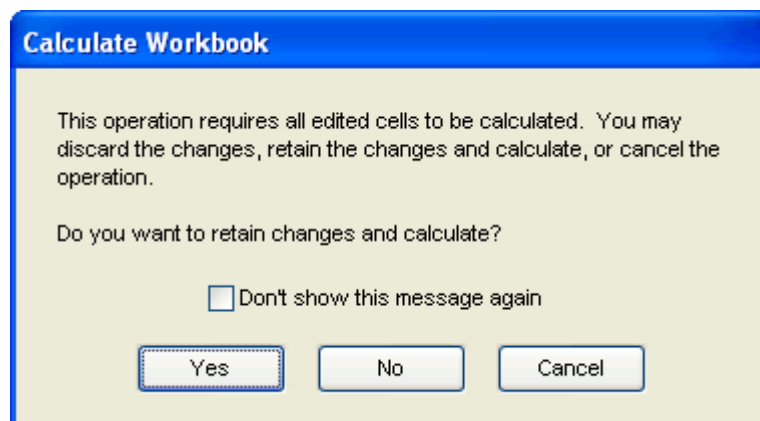 Calculate Workbook
This operation requires all edited cells to be calculated.  You may
discard the changes, retain the changes and calculate, or cancel the
operation.
Do you want to retain changes and calculate?
Don't show this message again
Yes No Cancel